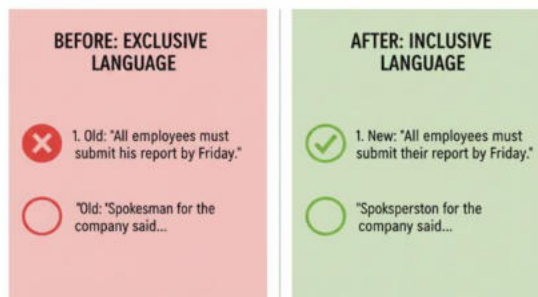 BEFORE: EXCLUSIVE
LANGUAGE
1. Old: "All employees must
submit his report by Friday."
"Old: "Spokesman for the
company said...
AFTER: INCLUSIVE
LANGUAGE
1. New: "All employees must
submit their report by Friday."
"Spoksperston for the
company said...